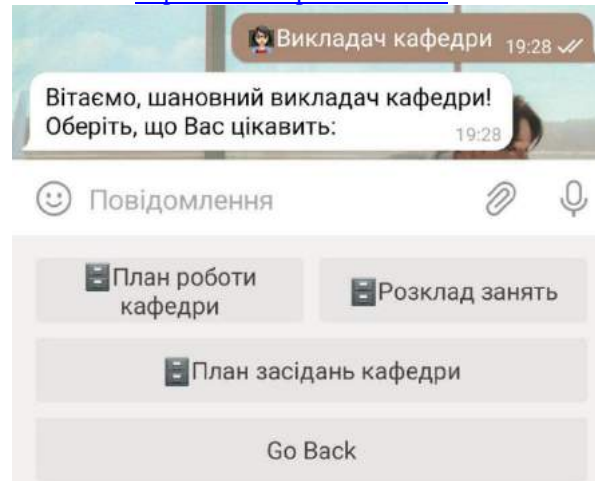 👩🏻‍🏫Викладач кафедри 19:28
Вітаємо, шановний викладач кафедри!
Оберіть, що Вас цікавить: 19:28
Повідомлення
🗄План роботи
кафедри
🗄Розклад занять
🗄План засідань кафедри
Go Back